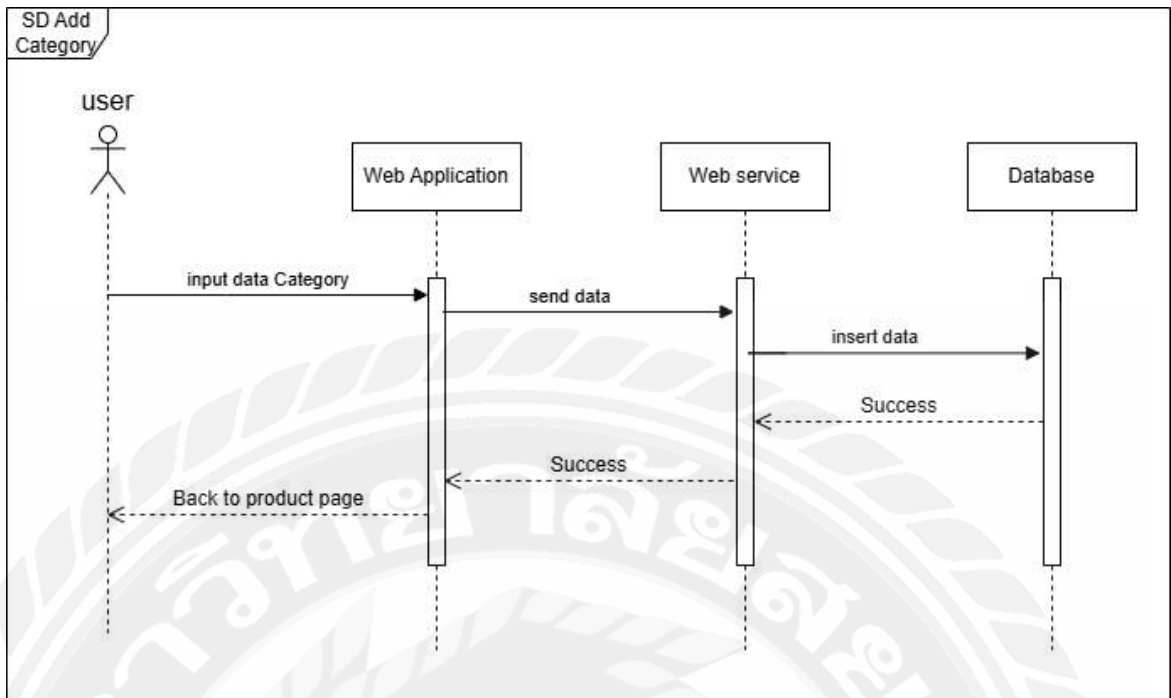 SD Add
Category
user
Web Application
Web service
Database
input data Category
send data
insert data
Success
Success
Back to product page